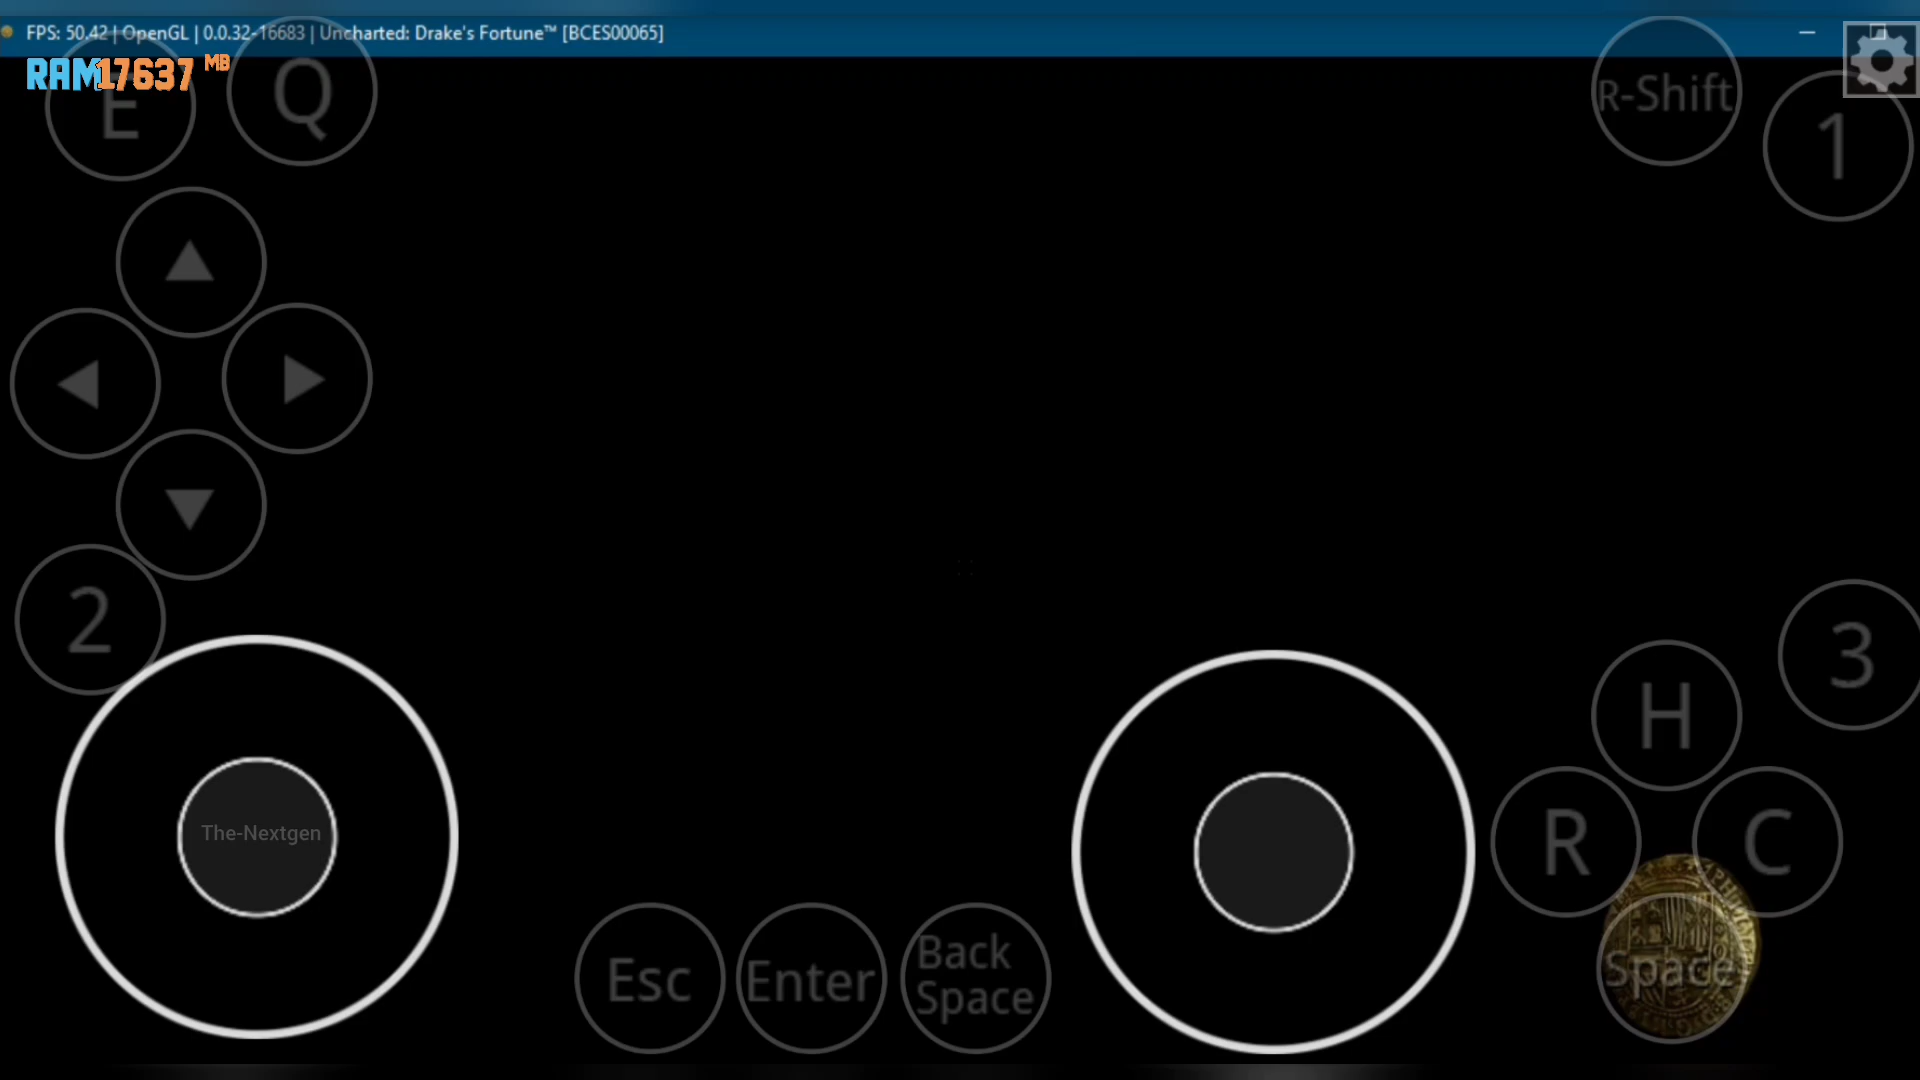 FPS: 50.42 | OpenGL | 0.0.32-16683 | Uncharted: Drake's Fortune™ [BCES00065]
RAM17637 MB
E
Q
R-Shift
1
2
3
H
R
C
The-Nextgen
Esc
Enter
Back
Space
Space